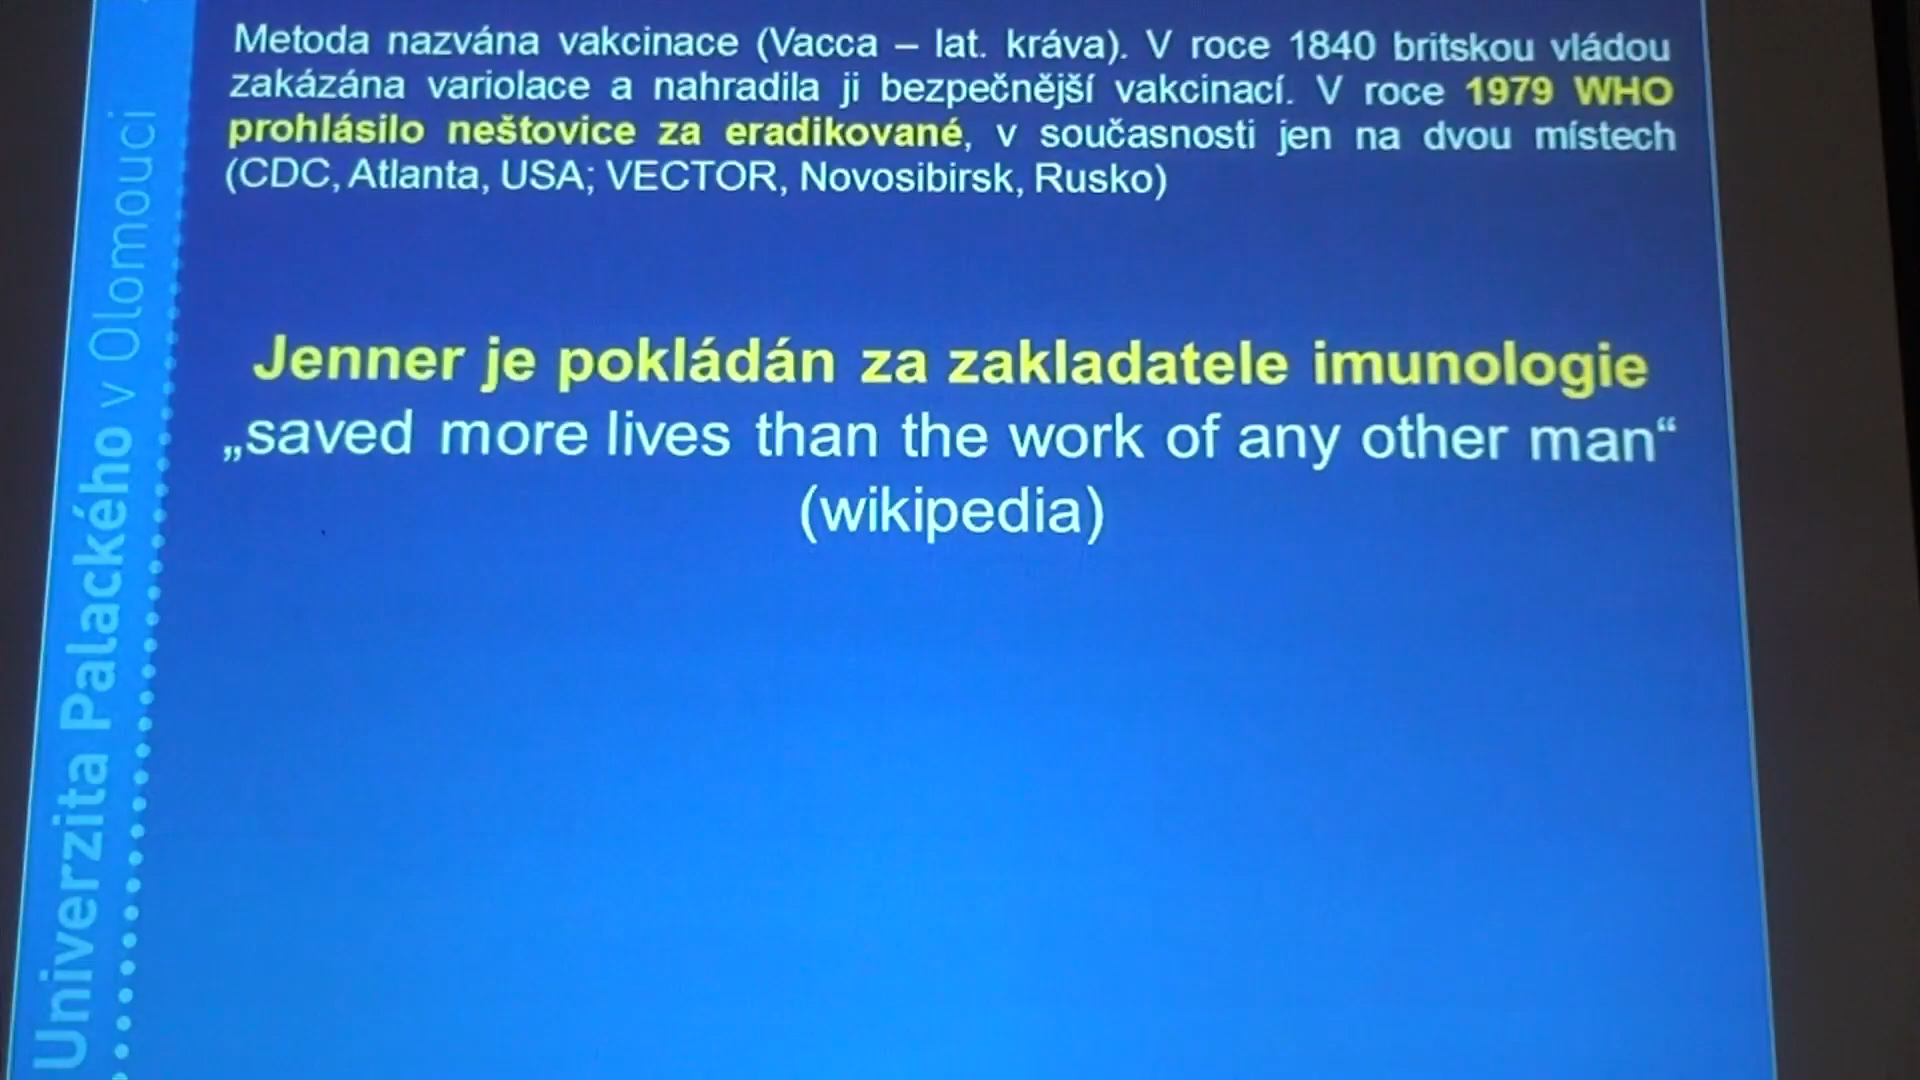 Metoda nazvána vakcinace (Vacca – lat. kráva). V roce 1840 britskou vládou
zakázána variolace a nahradila ji bezpečnější vakcinací. V roce 1979 WHO
prohlásilo neštovice za eradikované, v současnosti jen na dvou místech
(CDC, Atlanta, USA; VECTOR, Novosibirsk, Rusko)
Jenner je pokládán za zakladatele imunologie
„saved more lives than the work of any other man“
(wikipedia)
Univerzita Palackého v Olomouci